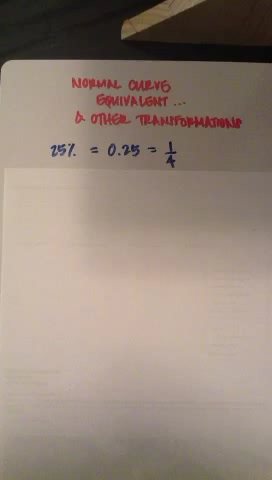 NORMAL CURVE
EQUIVALENT ...
& OTHER TRANSFORMATIONS
25% = 0.25 = 1/4